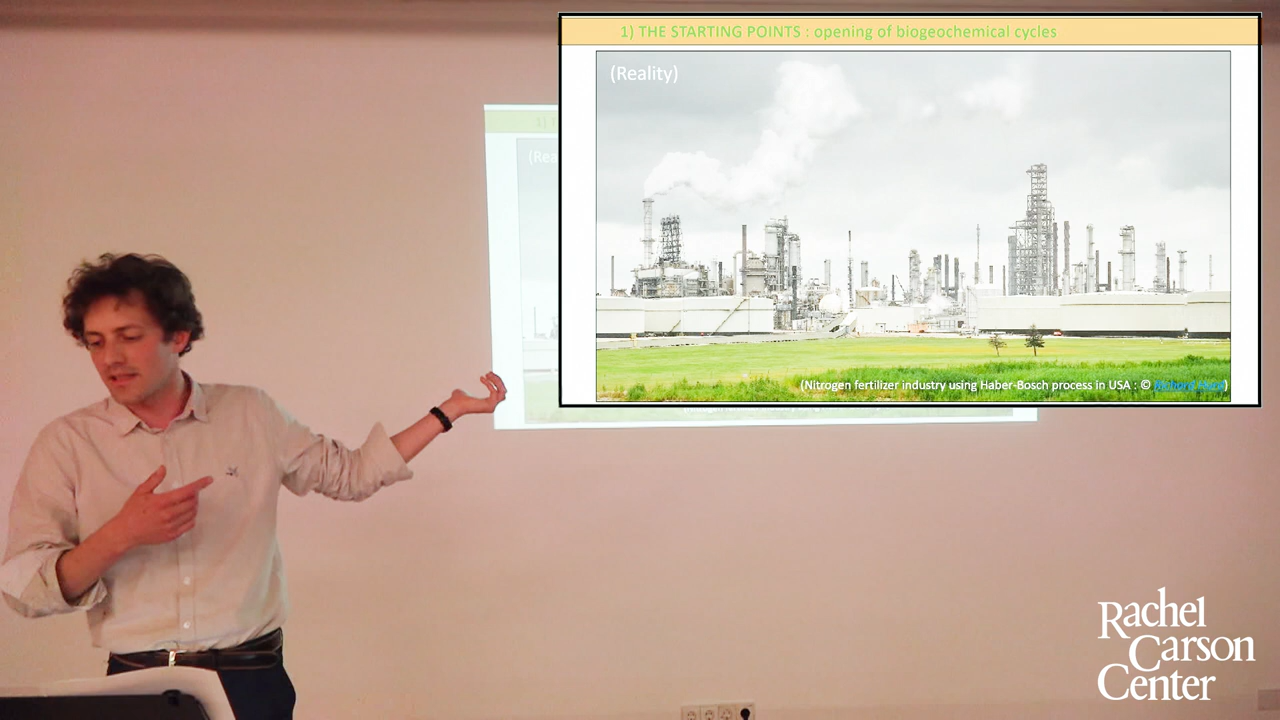 1) THE STARTING POINTS : opening of biogeochemical cycles
(Reality)
(Nitrogen fertilizer industry using Haber-Bosch process in USA : ©
Rachel
Carson
Center